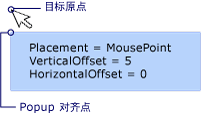 目标原点
Placement = MousePoint
VerticalOffset = 5
HorizontalOffset = 0
Popup 对齐点